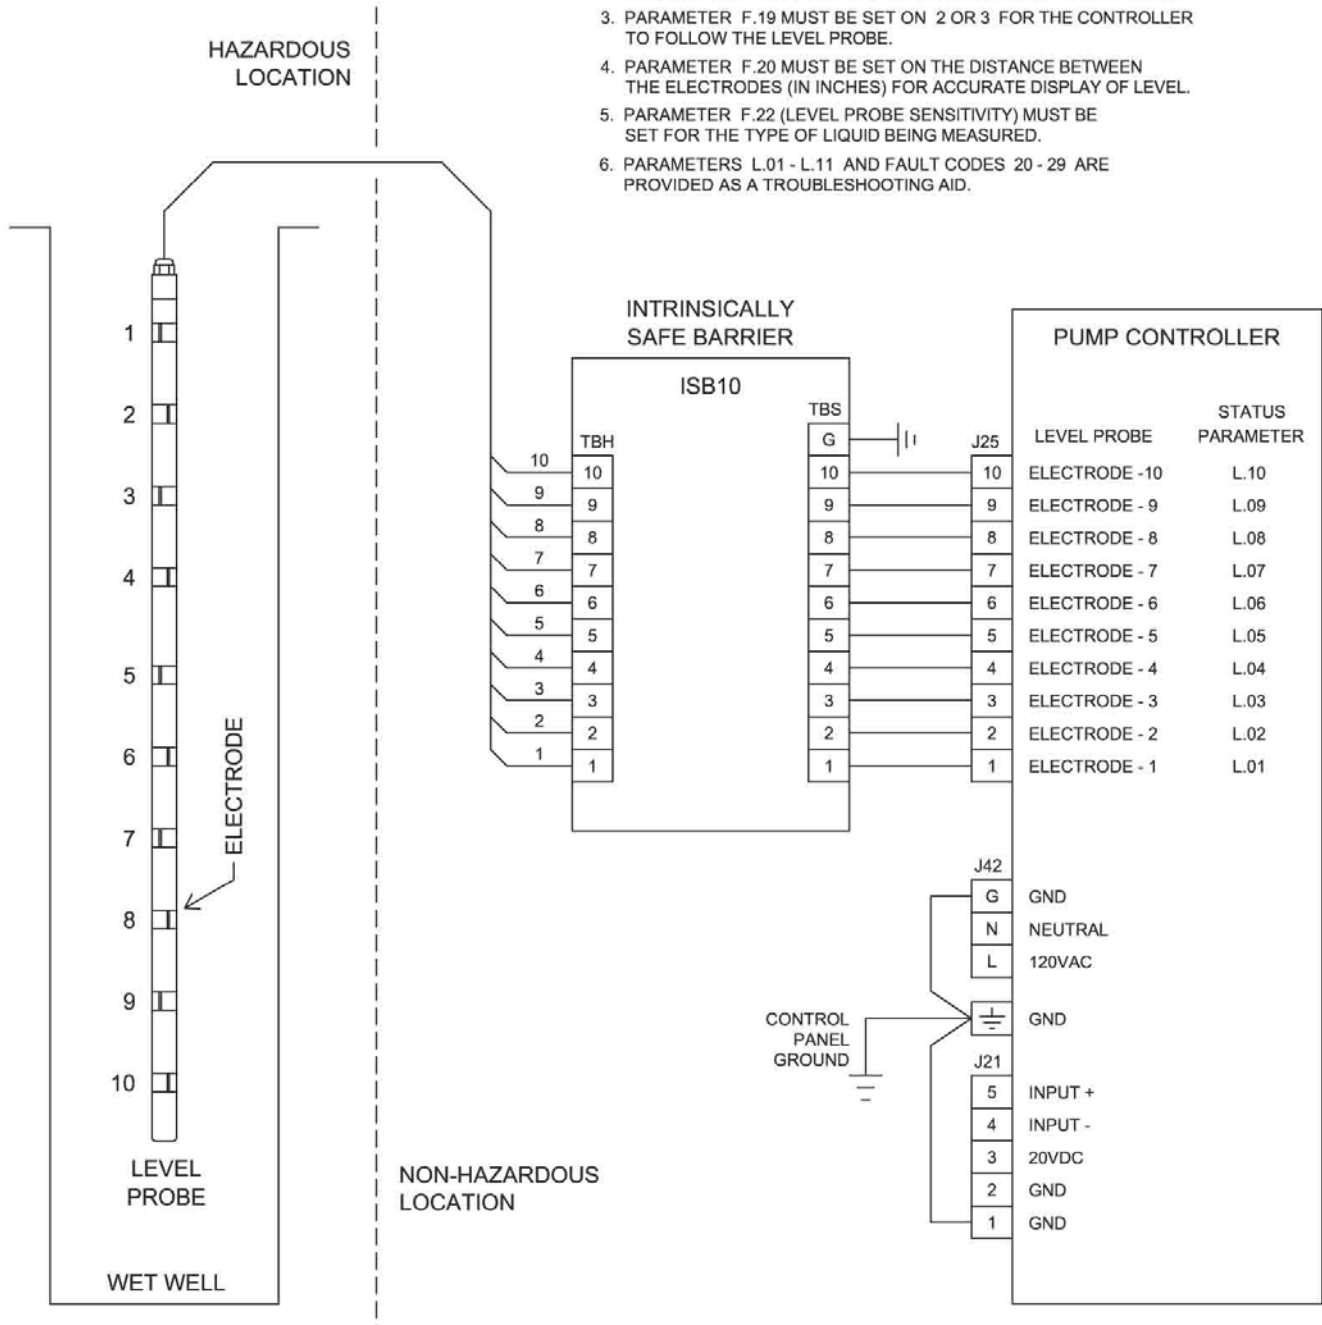 3. PARAMETER F.19 MUST BE SET ON 2 OR 3 FOR THE CONTROLLER
TO FOLLOW THE LEVEL PROBE.
4. PARAMETER F.20 MUST BE SET ON THE DISTANCE BETWEEN
THE ELECTRODES (IN INCHES) FOR ACCURATE DISPLAY OF LEVEL.
5. PARAMETER F.22 (LEVEL PROBE SENSITIVITY) MUST BE
SET FOR THE TYPE OF LIQUID BEING MEASURED.
6. PARAMETERS L.01 - L.11 AND FAULT CODES 20 - 29 ARE
PROVIDED AS A TROUBLESHOOTING AID.
HAZARDOUS
LOCATION
1
2
3
4
5
6
7
8
9
10
ELECTRODE
LEVEL
PROBE
WET WELL
NON-HAZARDOUS
LOCATION
INTRINSICALLY
SAFE BARRIER
ISB10
TBH
10 10
9 9
8 8
7 7
6 6
5 5
4 4
3 3
2 2
1 1
TBS
G
10
9
8
7
6
5
4
3
2
1
PUMP CONTROLLER
STATUS
J25 LEVEL PROBE PARAMETER
10 ELECTRODE -10 L.10
9 ELECTRODE - 9 L.09
8 ELECTRODE - 8 L.08
7 ELECTRODE - 7 L.07
6 ELECTRODE - 6 L.06
5 ELECTRODE - 5 L.05
4 ELECTRODE - 4 L.04
3 ELECTRODE - 3 L.03
2 ELECTRODE - 2 L.02
1 ELECTRODE - 1 L.01
J42
G GND
N NEUTRAL
L 120VAC
GND
CONTROL
PANEL
GROUND
J21
5 INPUT +
4 INPUT -
3 20VDC
2 GND
1 GND